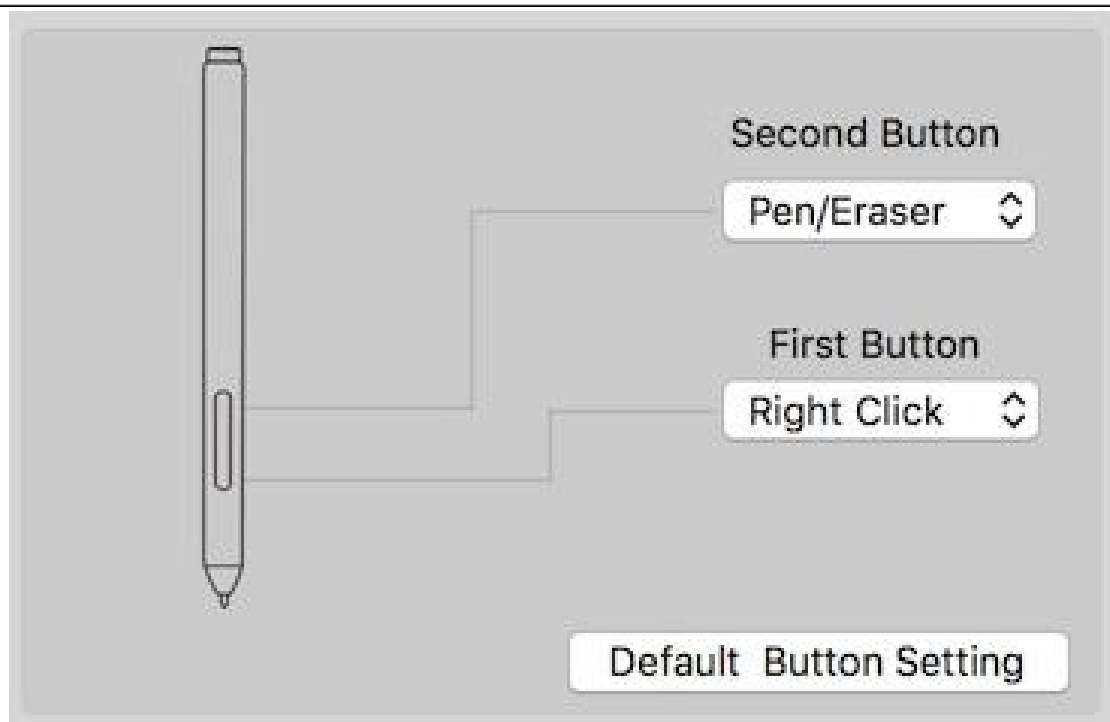 Second Button
Pen/Eraser
First Button
Right Click
Default Button Setting